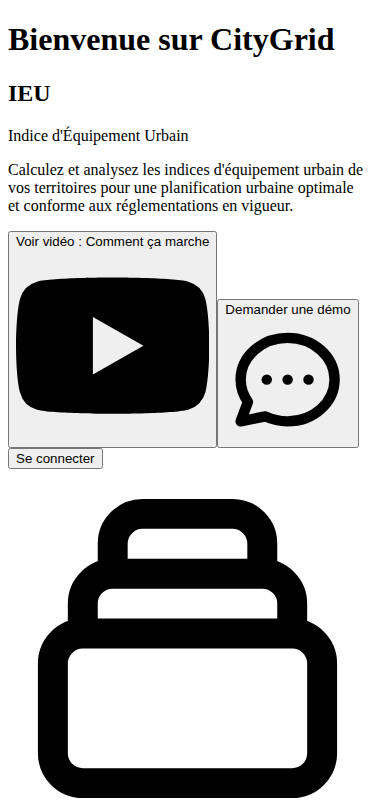 Bienvenue sur CityGrid
IEU
Indice d'Équipement Urbain
Calculez et analysez les indices d'équipement urbain de
vos territoires pour une planification urbaine optimale
et conforme aux réglementations en vigueur.
Voir vidéo : Comment ça marche
Demander une démo
Se connecter